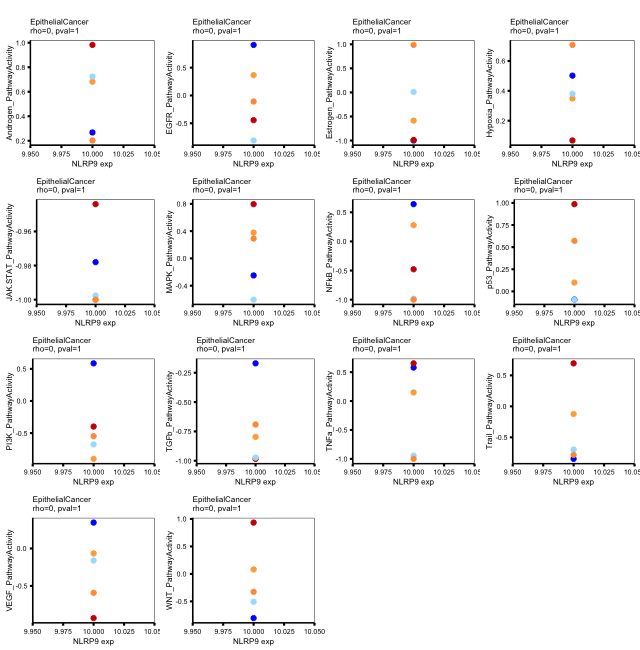 EpithelialCancer
rho=0, pval=1
Androgen_PathwayActivity
1.0
0.8
0.6
0.4
0.2
9.950 9.975 10.000 10.025 10.05
NLRP9 exp
EpithelialCancer
rho=0, pval=1
EGFR_PathwayActivity
0.5
0.0
-0.5
9.950 9.975 10.000 10.025 10.05
NLRP9 exp
EpithelialCancer
rho=0, pval=1
Estrogen_PathwayActivity
1.0
0.5
0.0
-0.5
-1.0
9.950 9.975 10.000 10.025 10.05
NLRP9 exp
EpithelialCancer
rho=0, pval=1
Hypoxia_PathwayActivity
0.6
0.4
0.2
9.950 9.975 10.000 10.025 10.05
NLRP9 exp
EpithelialCancer
rho=0, pval=1
JAK.STAT_PathwayActivity
-0.96
-0.98
-1.00
9.950 9.975 10.000 10.025 10.05
NLRP9 exp
EpithelialCancer
rho=0, pval=1
MAPK_PathwayActivity
0.8
0.4
0.0
-0.4
9.950 9.975 10.000 10.025 10.05
NLRP9 exp
EpithelialCancer
rho=0, pval=1
NFkB_PathwayActivity
0.5
0.0
-0.5
-1.0
9.950 9.975 10.000 10.025 10.05
NLRP9 exp
EpithelialCancer
rho=0, pval=1
p53_PathwayActivity
1.00
0.75
0.50
0.25
0.00
9.950 9.975 10.000 10.025 10.05
NLRP9 exp
EpithelialCancer
rho=0, pval=1
PI3K_PathwayActivity
0.5
0.0
-0.5
9.950 9.975 10.000 10.025 10.05
NLRP9 exp
EpithelialCancer
rho=0, pval=1
TGFb_PathwayActivity
-0.25
-0.50
-0.75
-1.00
9.950 9.975 10.000 10.025 10.05
NLRP9 exp
EpithelialCancer
rho=0, pval=1
TNFa_PathwayActivity
0.5
0.0
-0.5
-1.0
9.950 9.975 10.000 10.025 10.05
NLRP9 exp
EpithelialCancer
rho=0, pval=1
Trail_PathwayActivity
0.5
0.0
-0.5
9.950 9.975 10.000 10.025 10.05
NLRP9 exp
EpithelialCancer
rho=0, pval=1
VEGF_PathwayActivity
0.0
-0.5
9.950 9.975 10.000 10.025 10.05
NLRP9 exp
EpithelialCancer
rho=0, pval=1
WNT_PathwayActivity
1.0
0.5
0.0
-0.5
9.950 9.975 10.000 10.025 10.050
NLRP9 exp